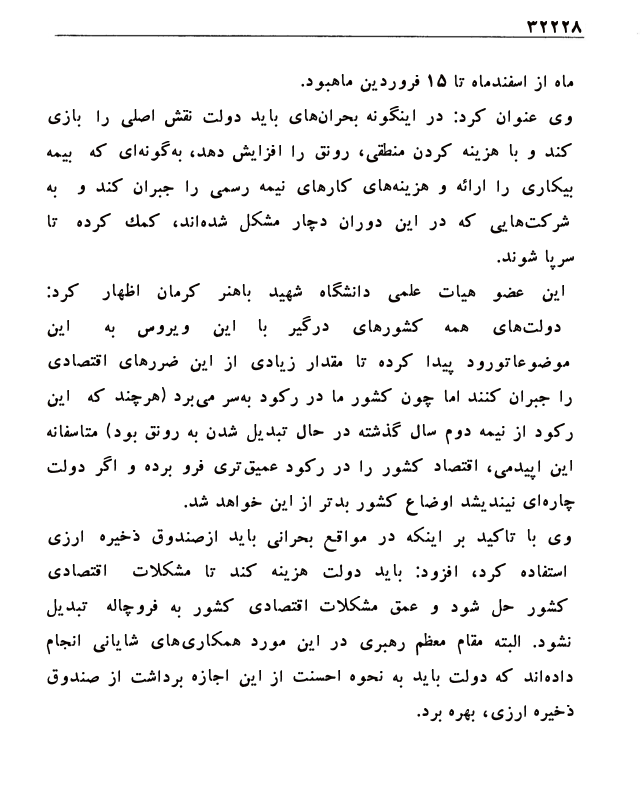 ۳۲۲۲۸
ماه از اسفندماه تا ۱۵ فروردین ماهبود.
وی عنوان کرد: در اینگونه بحران‌های باید دولت نقش اصلی را بازی
کند و با هزینه کردن منطقی، رونق را افزایش دهد، به‌گونه‌ای که بیمه
بیکاری را ارائه و هزینه‌های کارهای نیمه رسمی را جبران کند و به
شرکت‌هایی که در این دوران دچار مشکل شده‌اند، کمك کرده تا
سرپا شوند.
این عضو هیات علمی دانشگاه شهید باهنر کرمان اظهار کرد:
دولت‌های همه کشورهای درگیر با این ویروس به این
موضوعاتورود پیدا کرده تا مقدار زیادی از این ضررهای اقتصادی
را جبران کنند اما چون کشور ما در رکود به‌سر می‌برد (هرچند که این
رکود از نیمه دوم سال گذشته در حال تبدیل شدن به رونق بود) متاسفانه
این اپیدمی، اقتصاد کشور را در رکود عمیق‌تری فرو برده و اگر دولت
چاره‌ای نیندیشد اوضاع کشور بدتر از این خواهد شد.
وی با تاکید بر اینکه در مواقع بحرانی باید ازصندوق ذخیره ارزی
استفاده کرد، افزود: باید دولت هزینه کند تا مشکلات اقتصادی
کشور حل شود و عمق مشکلات اقتصادی کشور به فروچاله تبدیل
نشود. البته مقام معظم رهبری در این مورد همکاری‌های شایانی انجام
داده‌اند که دولت باید به نحوه احسنت از این اجازه برداشت از صندوق
ذخیره ارزی، بهره برد.